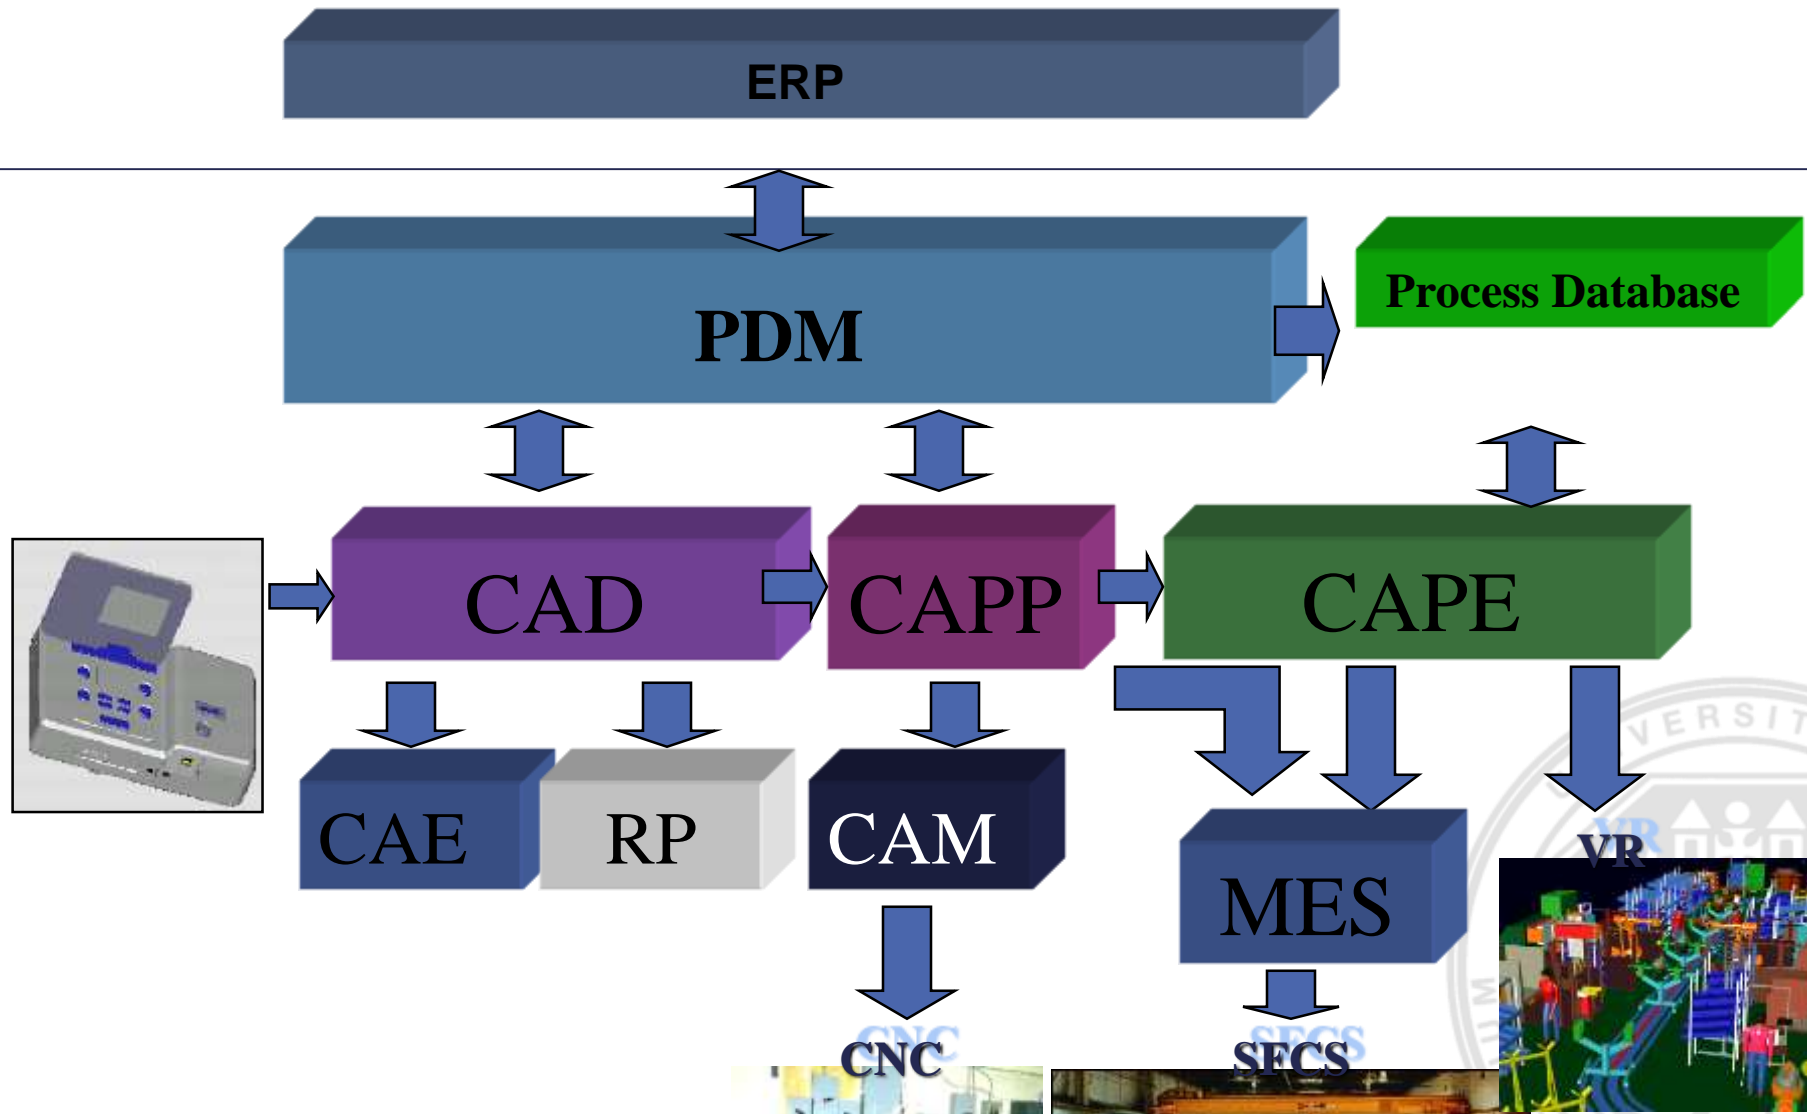 ERP
PDM
Process Database
CAD
CAPP
CAPE
CAE
RP
CAM
MES
VR
CNC
SFCS